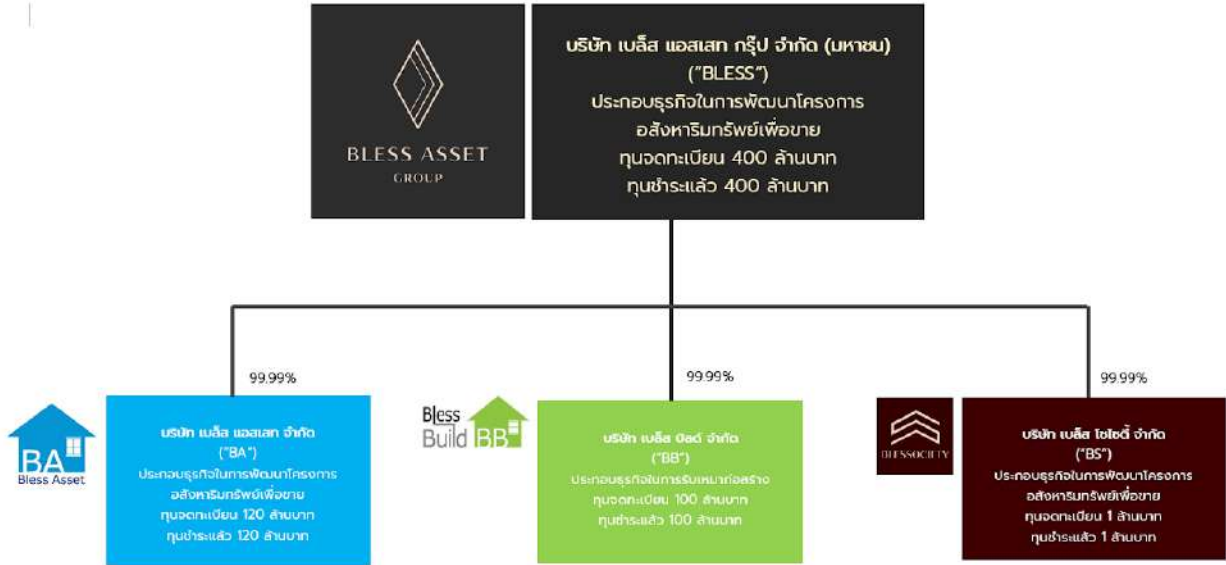 BLESS ASSET
GROUP
บริษัท เบล็ส แอสเสท กรุ๊ป จำกัด (มหาชน)
("BLESS")
ประกอบธุรกิจในการพัฒนาโครงการ
อสังหาริมทรัพย์เพื่อขาย
ทุนจดทะเบียน 400 ล้านบาท
ทุนชำระแล้ว 400 ล้านบาท
99.99%
99.99%
99.99%
BA
Bless Asset
บริษัท เบล็ส แอสเสท จำกัด
("BA")
ประกอบธุรกิจในการพัฒนาโครงการ
อสังหาริมทรัพย์เพื่อขาย
ทุนจดทะเบียน 120 ล้านบาท
ทุนชำระแล้ว 120 ล้านบาท
Bless
Build BB
บริษัท เบล็ส บิลด์ จำกัด
("BB")
ประกอบธุรกิจในการรับเหมาก่อสร้าง
ทุนจดทะเบียน 100 ล้านบาท
ทุนชำระแล้ว 100 ล้านบาท
BLESSOCIETY
บริษัท เบล็ส โซไซตี้ จำกัด
("BS")
ประกอบธุรกิจในการพัฒนาโครงการ
อสังหาริมทรัพย์เพื่อขาย
ทุนจดทะเบียน 1 ล้านบาท
ทุนชำระแล้ว 1 ล้านบาท